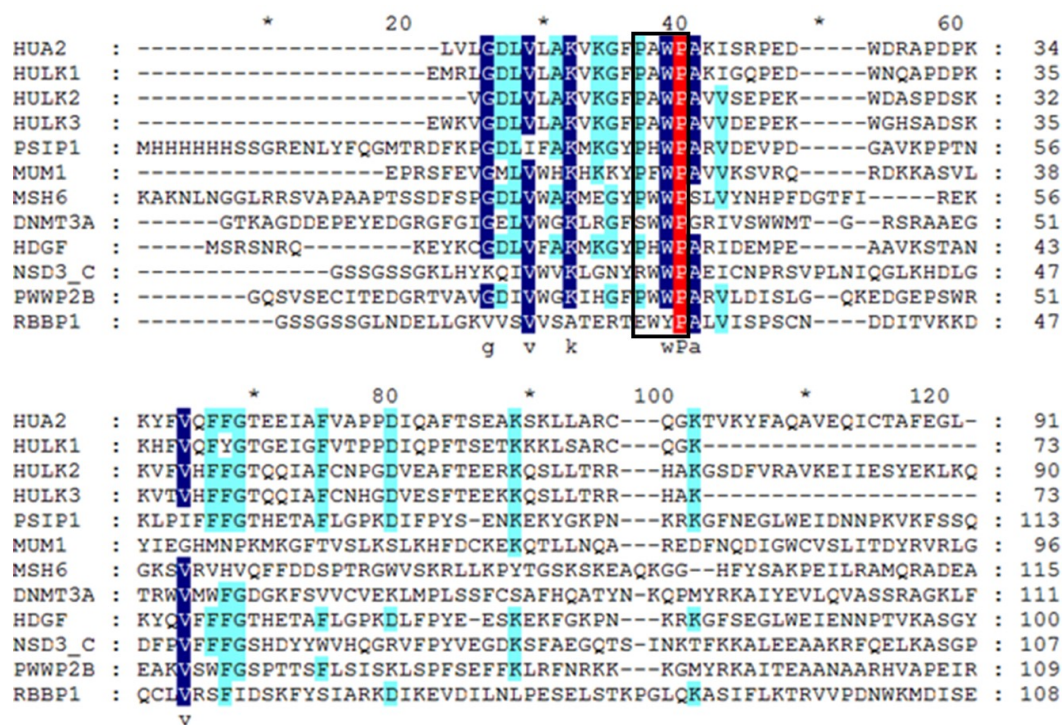 * 20 * 40 * 60
HUA2 : ----------------------LVLGDLVLAKVKGFPAWPAKISRPED-----WDRAPDPK : 34
HULK1 : ---------------------EMRLGDLVLAKVKGFPAWPAKIGQPED-----WNQAPDPK : 35
HULK2 : ------------------------VGDLVLAKVKGFPAWPAVVSEPEK-----WDASPDSK : 32
HULK3 : ---------------------EWKVGDLVLAKVKGFPAWPAVVDEPEK-----WGHSADSK : 35
PSIP1 : MHHHHHHSSGRENLYFQGMTRDFKPGDLIFAKMKGYPHWPARVDEVPD-----GAVKPPTN : 56
MUM1 : ------------------EPRSFEVGMLVWHKHKKYPFWPAVVKSVRQ-----RDKKASVL : 38
MSH6 : KAKNLNGGLRRSVAPAAPTSSDFSPGDLVWAKMEGYPWWPSLVYNHPFDGTFI-----REK : 56
DNMT3A : ------GTKAGDDEPEYEDGRGFGIGELVWGKLRGFSWWPGRIVSWWMT--G--RSRAAEG : 51
HDGF : -----MSRSNRQ--------KEYKCGDLVFAKMKGYPHWPARIDEMPE-----AAVKSTAN : 43
NSD3_C : --------------GSSGSSGKLHYKQIVWVKLGNYRWWPAEICNPRSVPLNIQGLKHDLG : 47
PWWP2B : --------GQSVSECITEDGRTVAVGDIVWGKIHGFPWWPARVLDISLG--QKEDGEPSWR : 51
RBBP1 : ----------GSSGSSGLNDELLGKVVSVVSATERTEWYPALVISPSCN----DDITVKKD : 47
g v k wPa
* 80 * 100 * 120
HUA2 : KYFVQFFGTEEIAFVAPPDIQAFTSEAKSKLLARC---QGKTVKYFAQAVEQICTAFEGL- : 91
HULK1 : KHFVQFYGTGEIGFVTPPDIQPFTSETKKKLSARC---QGK-------------------- : 73
HULK2 : KVFVHFFGTQQIAFCNPGDVEAFTEERKQSLLTRR---HAKGSDFVRAVKEIIESYEKLKQ : 90
HULK3 : KVTVHFFGTQQIAFCNHGDVESFTEEKKQSLLTRR---HAK-------------------- : 73
PSIP1 : KLPIFFFGTHETAFLGPKDIFPYS-ENKEKYGKPN---KRKGFNEGLWEIDNNPKVKFSSQ : 113
MUM1 : YIEGHMNPKMKGFTVSLKSLKHFDCKEKQTLLNQA---REDFNQDIGWCVSLITDYRVRLG : 96
MSH6 : GKSVRVHVQFFDDSPTRGWVSKRLLKPYTGSKSKEAQKGG--HFYSAKPEILRAMQRADEA : 115
DNMT3A : TRWVMWFGDGKFSVVCVEKLMPLSSFCSAFHQATYN-KQPMYRKAIYEVLQVASSRAGKLF : 111
HDGF : KYQVFFFGTHETAFLGPKDLFPYE-ESKEKFGKPN---KRKGFSEGLWEIENNPTVKASGY : 100
NSD3_C : DFFVFFFGSHDYYWVHQGRVFPYVEGDKSFAEGQTS-INKTFKKALEEAAKRFQELKASGP : 107
PWWP2B : EAKVSWFGSPTTSFLSISKLSPFSEFFKLRFNRKK---KGMYRKAITEAANAARHVAPEIR : 109
RBBP1 : QCLVRSFIDSKFYSIARKDIKEVDILNLPESELSTKPGLQKASIFLKTRVVPDNWKMDISE : 108
v